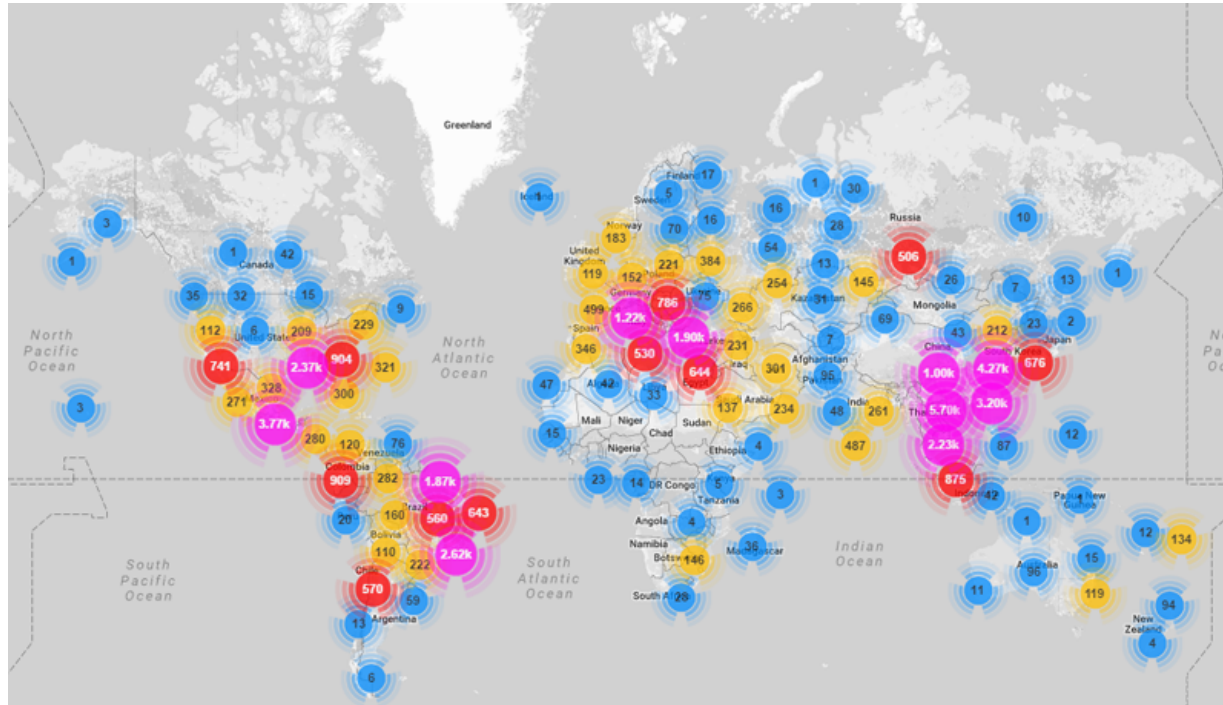 Greenland
17
1
30
Finland
5
Iceland
1
Sweden
16
10
3
16
Russia
70
28
Norway
183
United
Kingdom
54
506
1
42
Canada
221
384
13
1
1
119
152
Poland
254
145
26
13
7
35
32
15
Germany
786
75
Kazakhstan
31
Mongolia
9
499
1.22k
266
69
23
2
112
6
United States
209
229
Spain
43
212
Japan
North
Pacific
Ocean
North
Atlantic
Ocean
346
530
1.90k
231
7
China
South Korea
741
2.37k
904
321
644
Egypt
Iraq
301
Afghanistan
95
1.00k
4.27k
676
47
Algeria
42
33
328
271
300
137
Saudi Arabia
234
48
India
261
5.70k
3.20k
3
3.77k
Mali
Niger
Chad
Sudan
280
120
76
Venezuela
15
Nigeria
Ethiopia
4
487
2.23k
87
12
Colombia
909
282
1.87k
23
14
DR Congo
5
Tanzania
3
875
Indonesia
42
Papua New
Guinea
1
20
160
Brazil
560
643
Angola
4
1
Bolivia
110
222
2.62k
Namibia
Botswana
146
36
Madagascar
Indian
Ocean
12
134
15
South
Pacific
Ocean
South
Atlantic
Ocean
Chile
570
59
South Africa
28
96
Australia
11
119
94
13
Argentina
New
Zealand
4
6